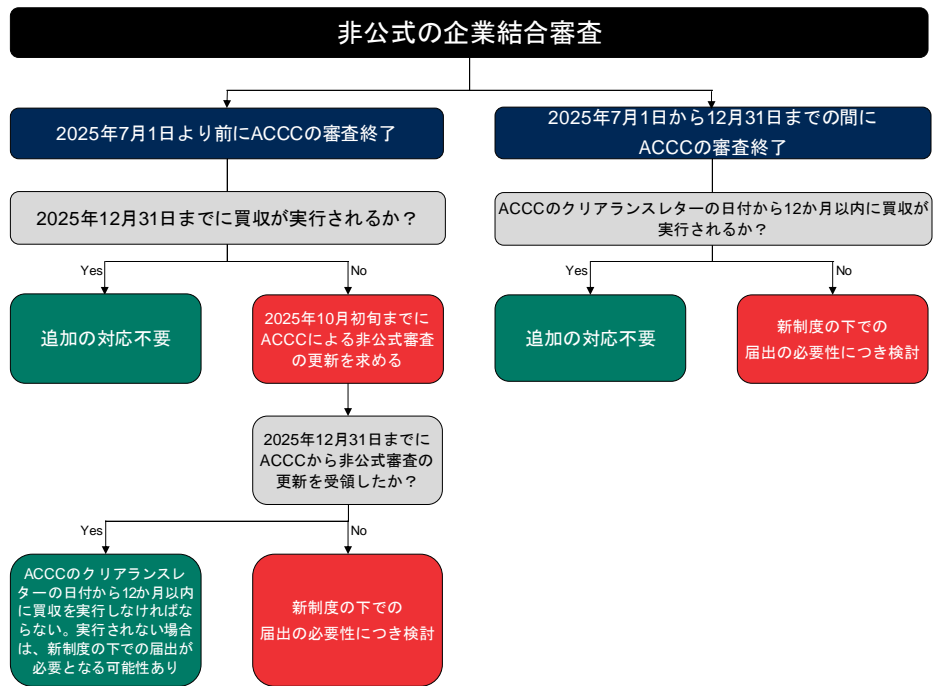 非公式の企業結合審査
2025年7月1日より前にACCCの審査終了
2025年7月1日から12月31日までの間に
ACCCの審査終了
2025年12月31日までに買収が実行されるか？
ACCCのクリアランスレターの日付から12か月以内に買収が
実行されるか？
Yes
No
Yes
No
追加の対応不要
2025年10月初旬までに
ACCCによる非公式審査
の更新を求める
追加の対応不要
新制度の下での
届出の必要性につき検討
2025年12月31日までに
ACCCから非公式審査の
更新を受領したか？
Yes
No
ACCCのクリアランスレ
ターの日付から12か月以内
に買収を実行しなければな
らない。実行されない場合
は、新制度の下での届出が
必要となる可能性あり
新制度の下での
届出の必要性につき検討